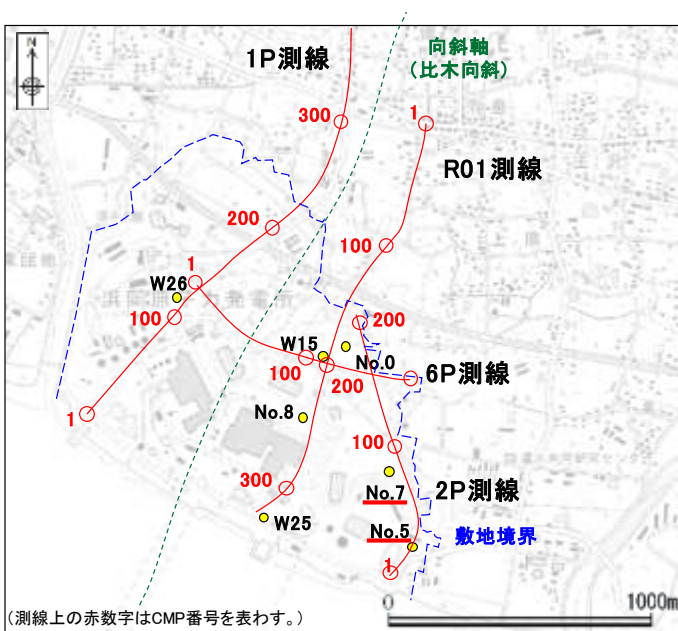 N
A
1P測線
向斜軸
(比木向斜)
300
1
R01測線
200
100
1
W26
100
200
W15
No.0
100
200
6P測線
1
No.8
100
300
No.7
2P測線
W25
No.5
敷地境界
1
0
1000m
(測線上の赤数字はCMP番号を表わす。)